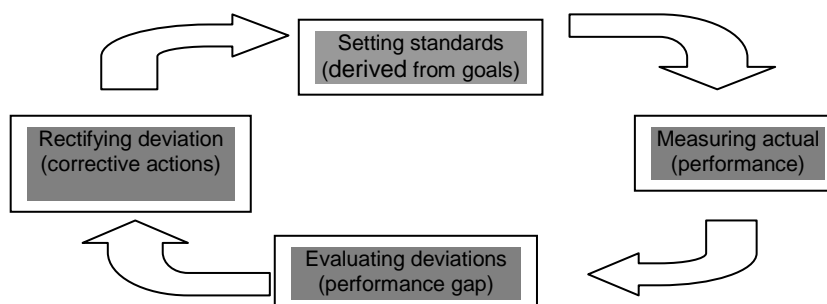 Setting standards
(derived from goals)
Rectifying deviation
(corrective actions)
Measuring actual
(performance)
Evaluating deviations
(performance gap)